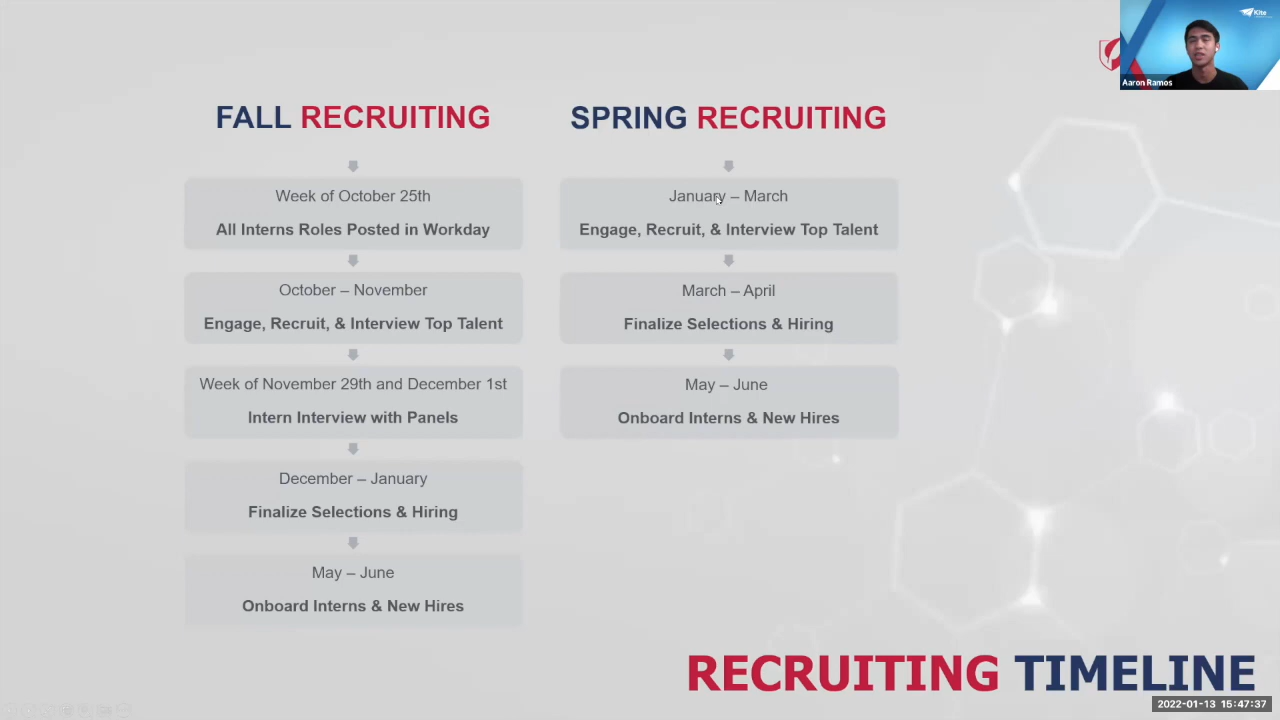 Kite
Aaron Ramos
FALL RECRUITING
Week of October 25th
All Interns Roles Posted in Workday
October – November
Engage, Recruit, & Interview Top Talent
Week of November 29th and December 1st
Intern Interview with Panels
December – January
Finalize Selections & Hiring
May – June
Onboard Interns & New Hires
SPRING RECRUITING
January – March
Engage, Recruit, & Interview Top Talent
March – April
Finalize Selections & Hiring
May – June
Onboard Interns & New Hires
RECRUITING TIMELINE
2022-01-13 15:47:37